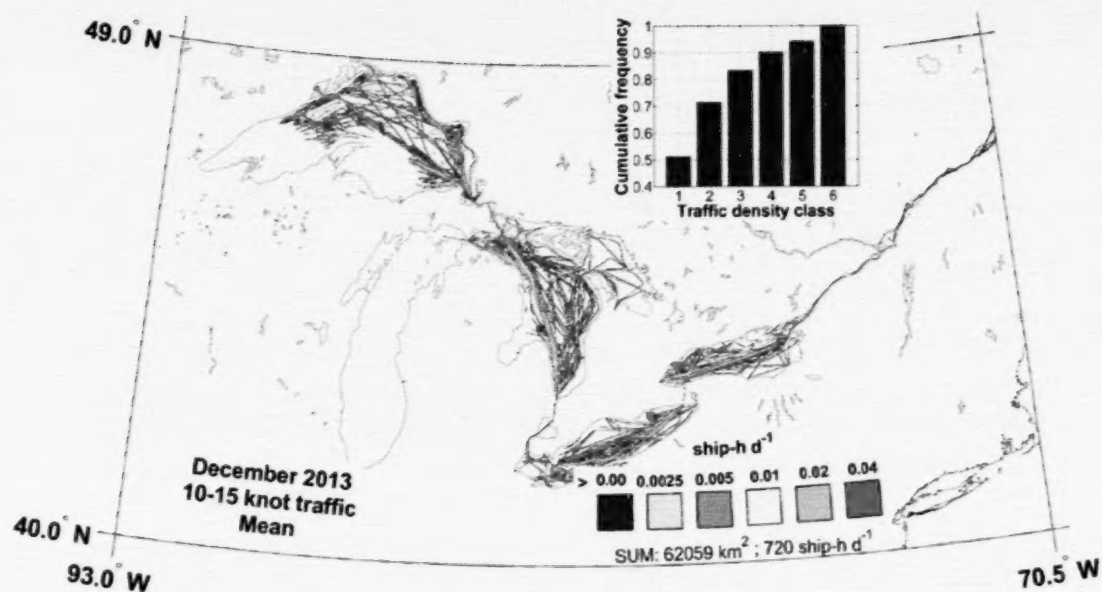 49.0° N
Cumulative frequency
1
0.9
0.8
0.7
0.6
0.5
0.4
1 2 3 4 5 6
Traffic density class
December 2013
10-15 knot traffic
Mean
ship-h d⁻¹
> 0.00 0.0025 0.005 0.01 0.02 0.04
SUM: 62059 km² ; 720 ship-h d⁻¹
40.0° N
93.0° W
70.5° W